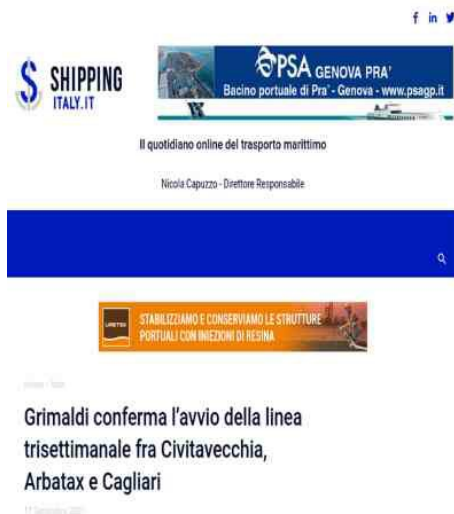 f in
SHIPPING
ITALY.IT
PSA GENOVA PRA'
Bacino portuale di Pra' - Genova - www.psagp.it
Il quotidiano online del trasporto marittimo
Nicola Capuzzo - Direttore Responsabile
URETEK
STABILIZZIAMO E CONSERVIAMO LE STRUTTURE
PORTUALI CON INIEZIONI DI RESINA
Grimaldi conferma l'avvio della linea
trisettimanale fra Civitavecchia,
Arbatax e Cagliari